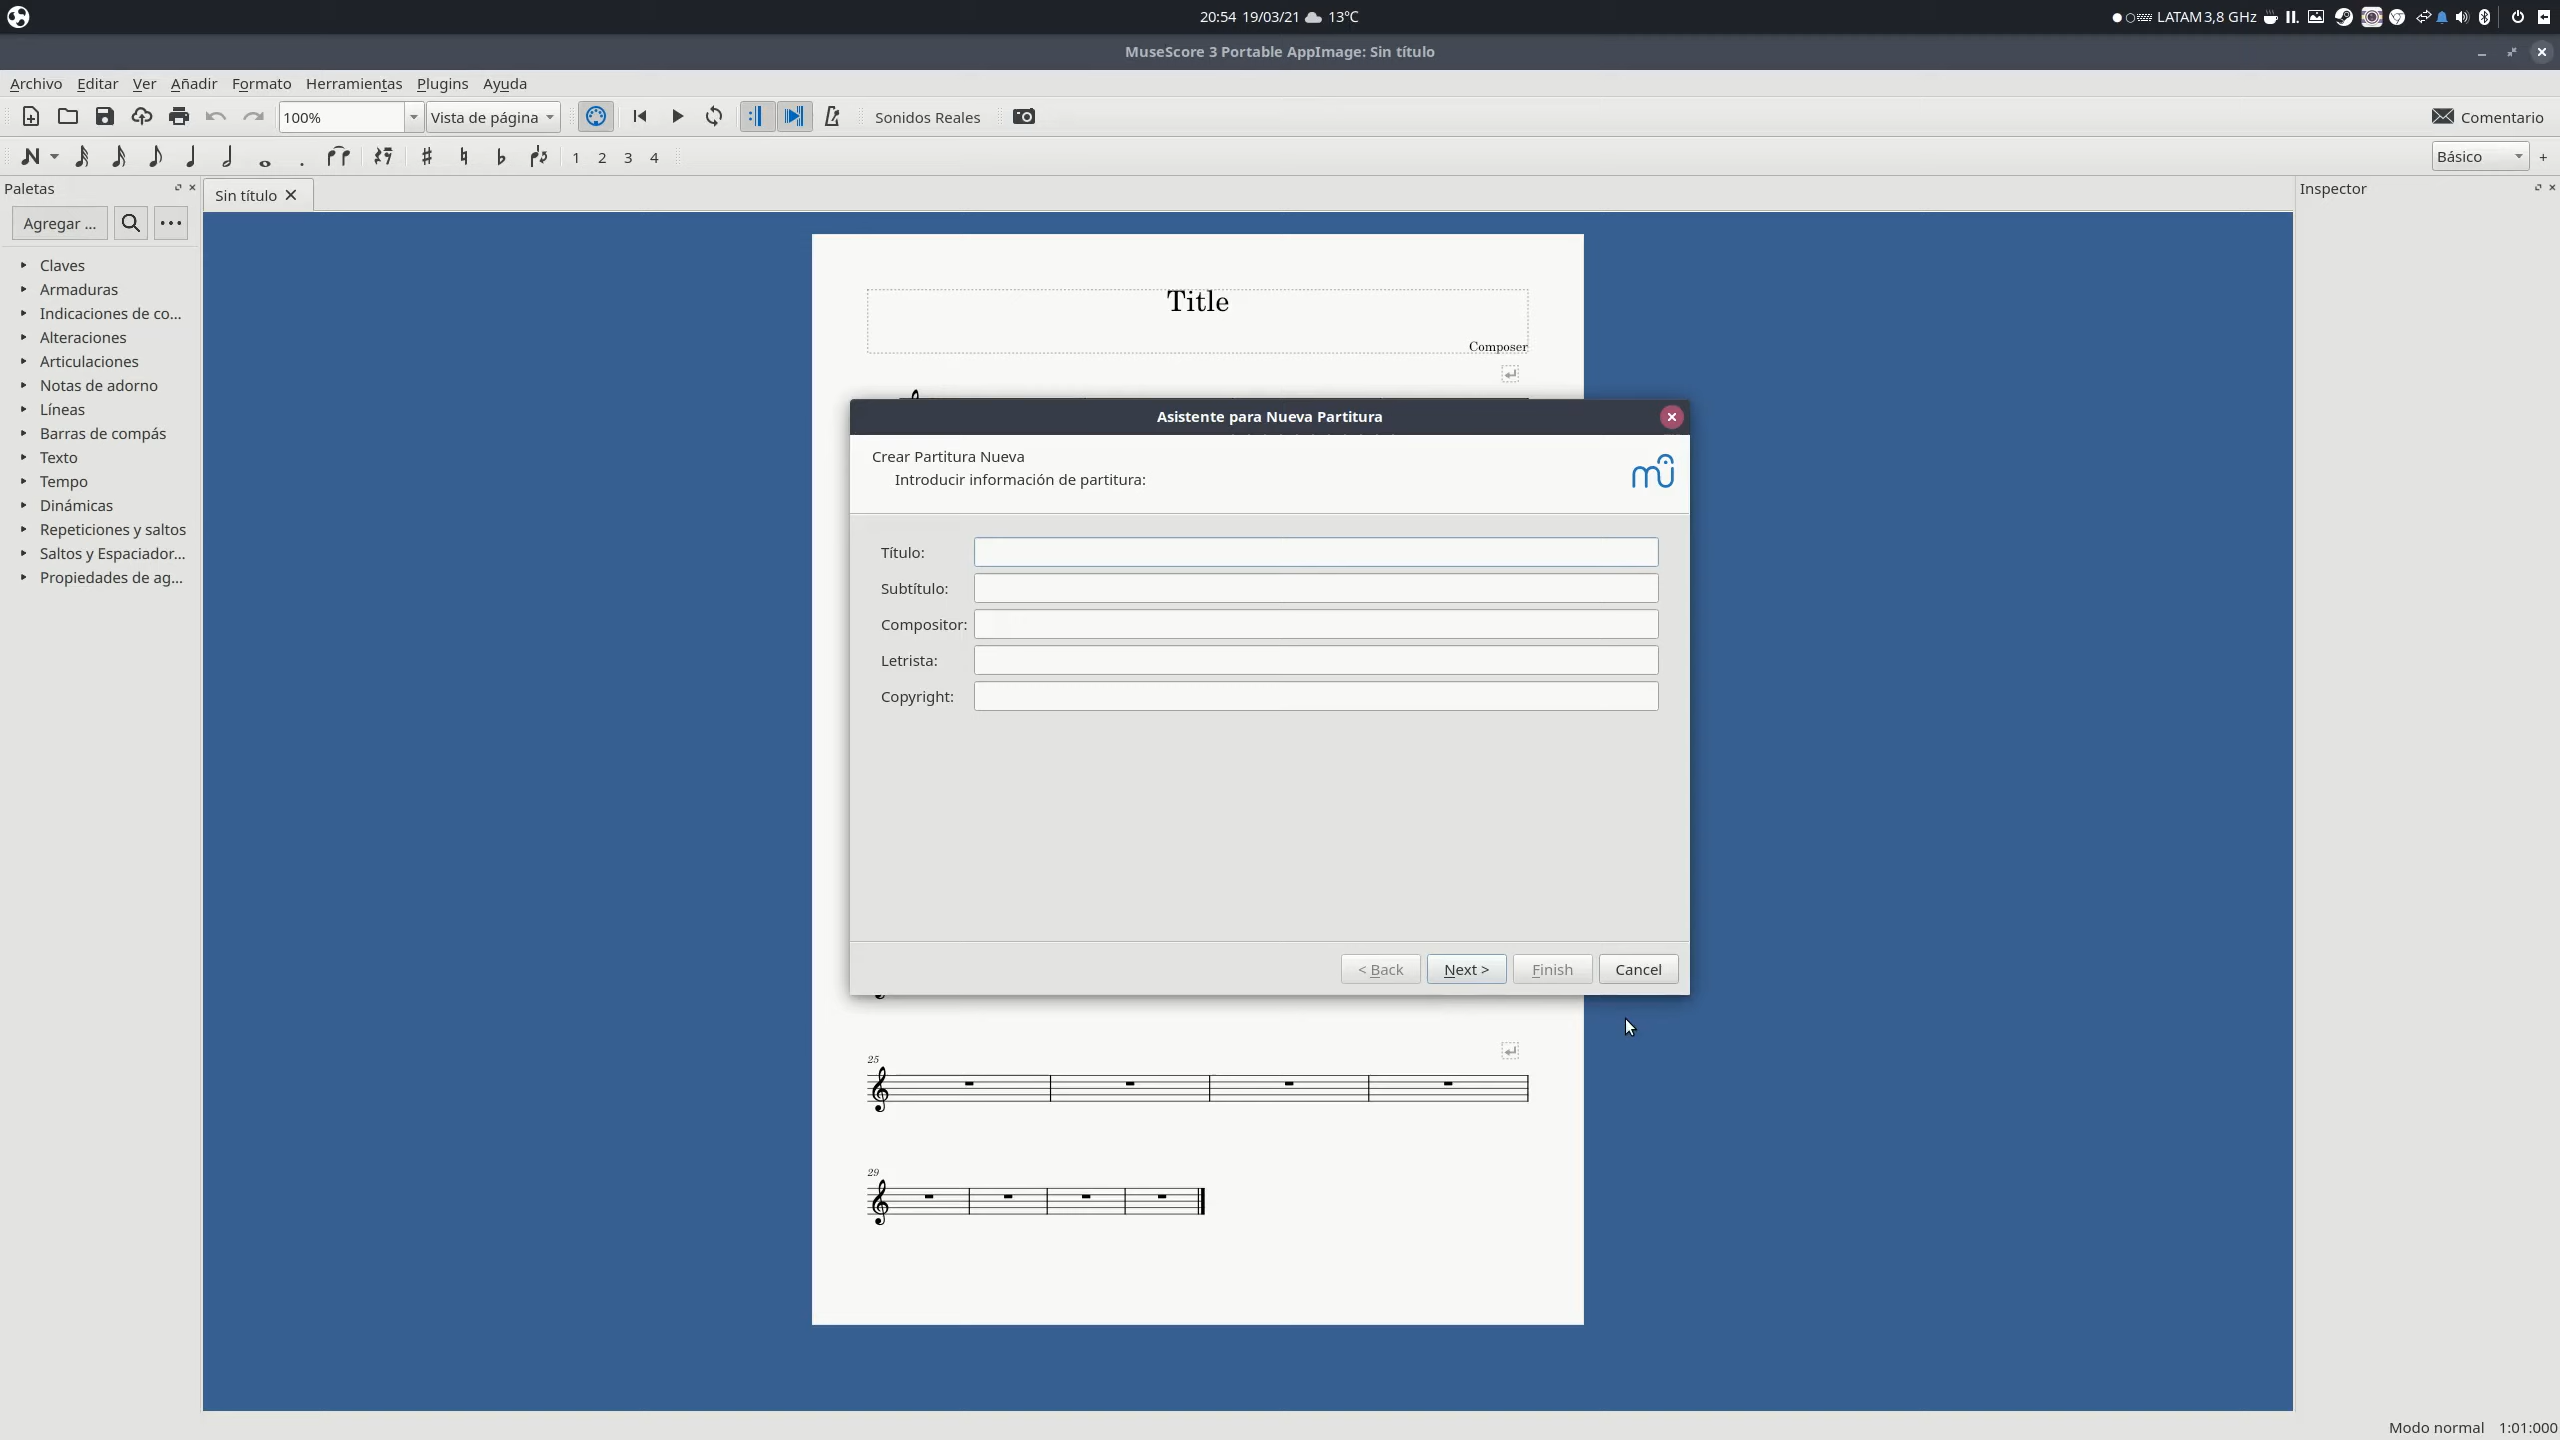 20:54 19/03/21 13°C
LATAM 3,8 GHz
MuseScore 3 Portable AppImage: Sin título
Archivo Editar Ver Añadir Formato Herramientas Plugins Ayuda
100% Vista de página Sonidos Reales Comentario
1 2 3 4 Básico +
Paletas
Sin título
Inspector
Agregar ...
Claves
Armaduras
Indicaciones de co...
Alteraciones
Articulaciones
Notas de adorno
Líneas
Barras de compás
Texto
Tempo
Dinámicas
Repeticiones y saltos
Saltos y Espaciador...
Propiedades de ag...
Title
Composer
Asistente para Nueva Partitura
Crear Partitura Nueva
Introducir información de partitura:
mu
Título:
Subtítulo:
Compositor:
Letrista:
Copyright:
< Back Next > Finish Cancel
25
29
Modo normal 1:01:000